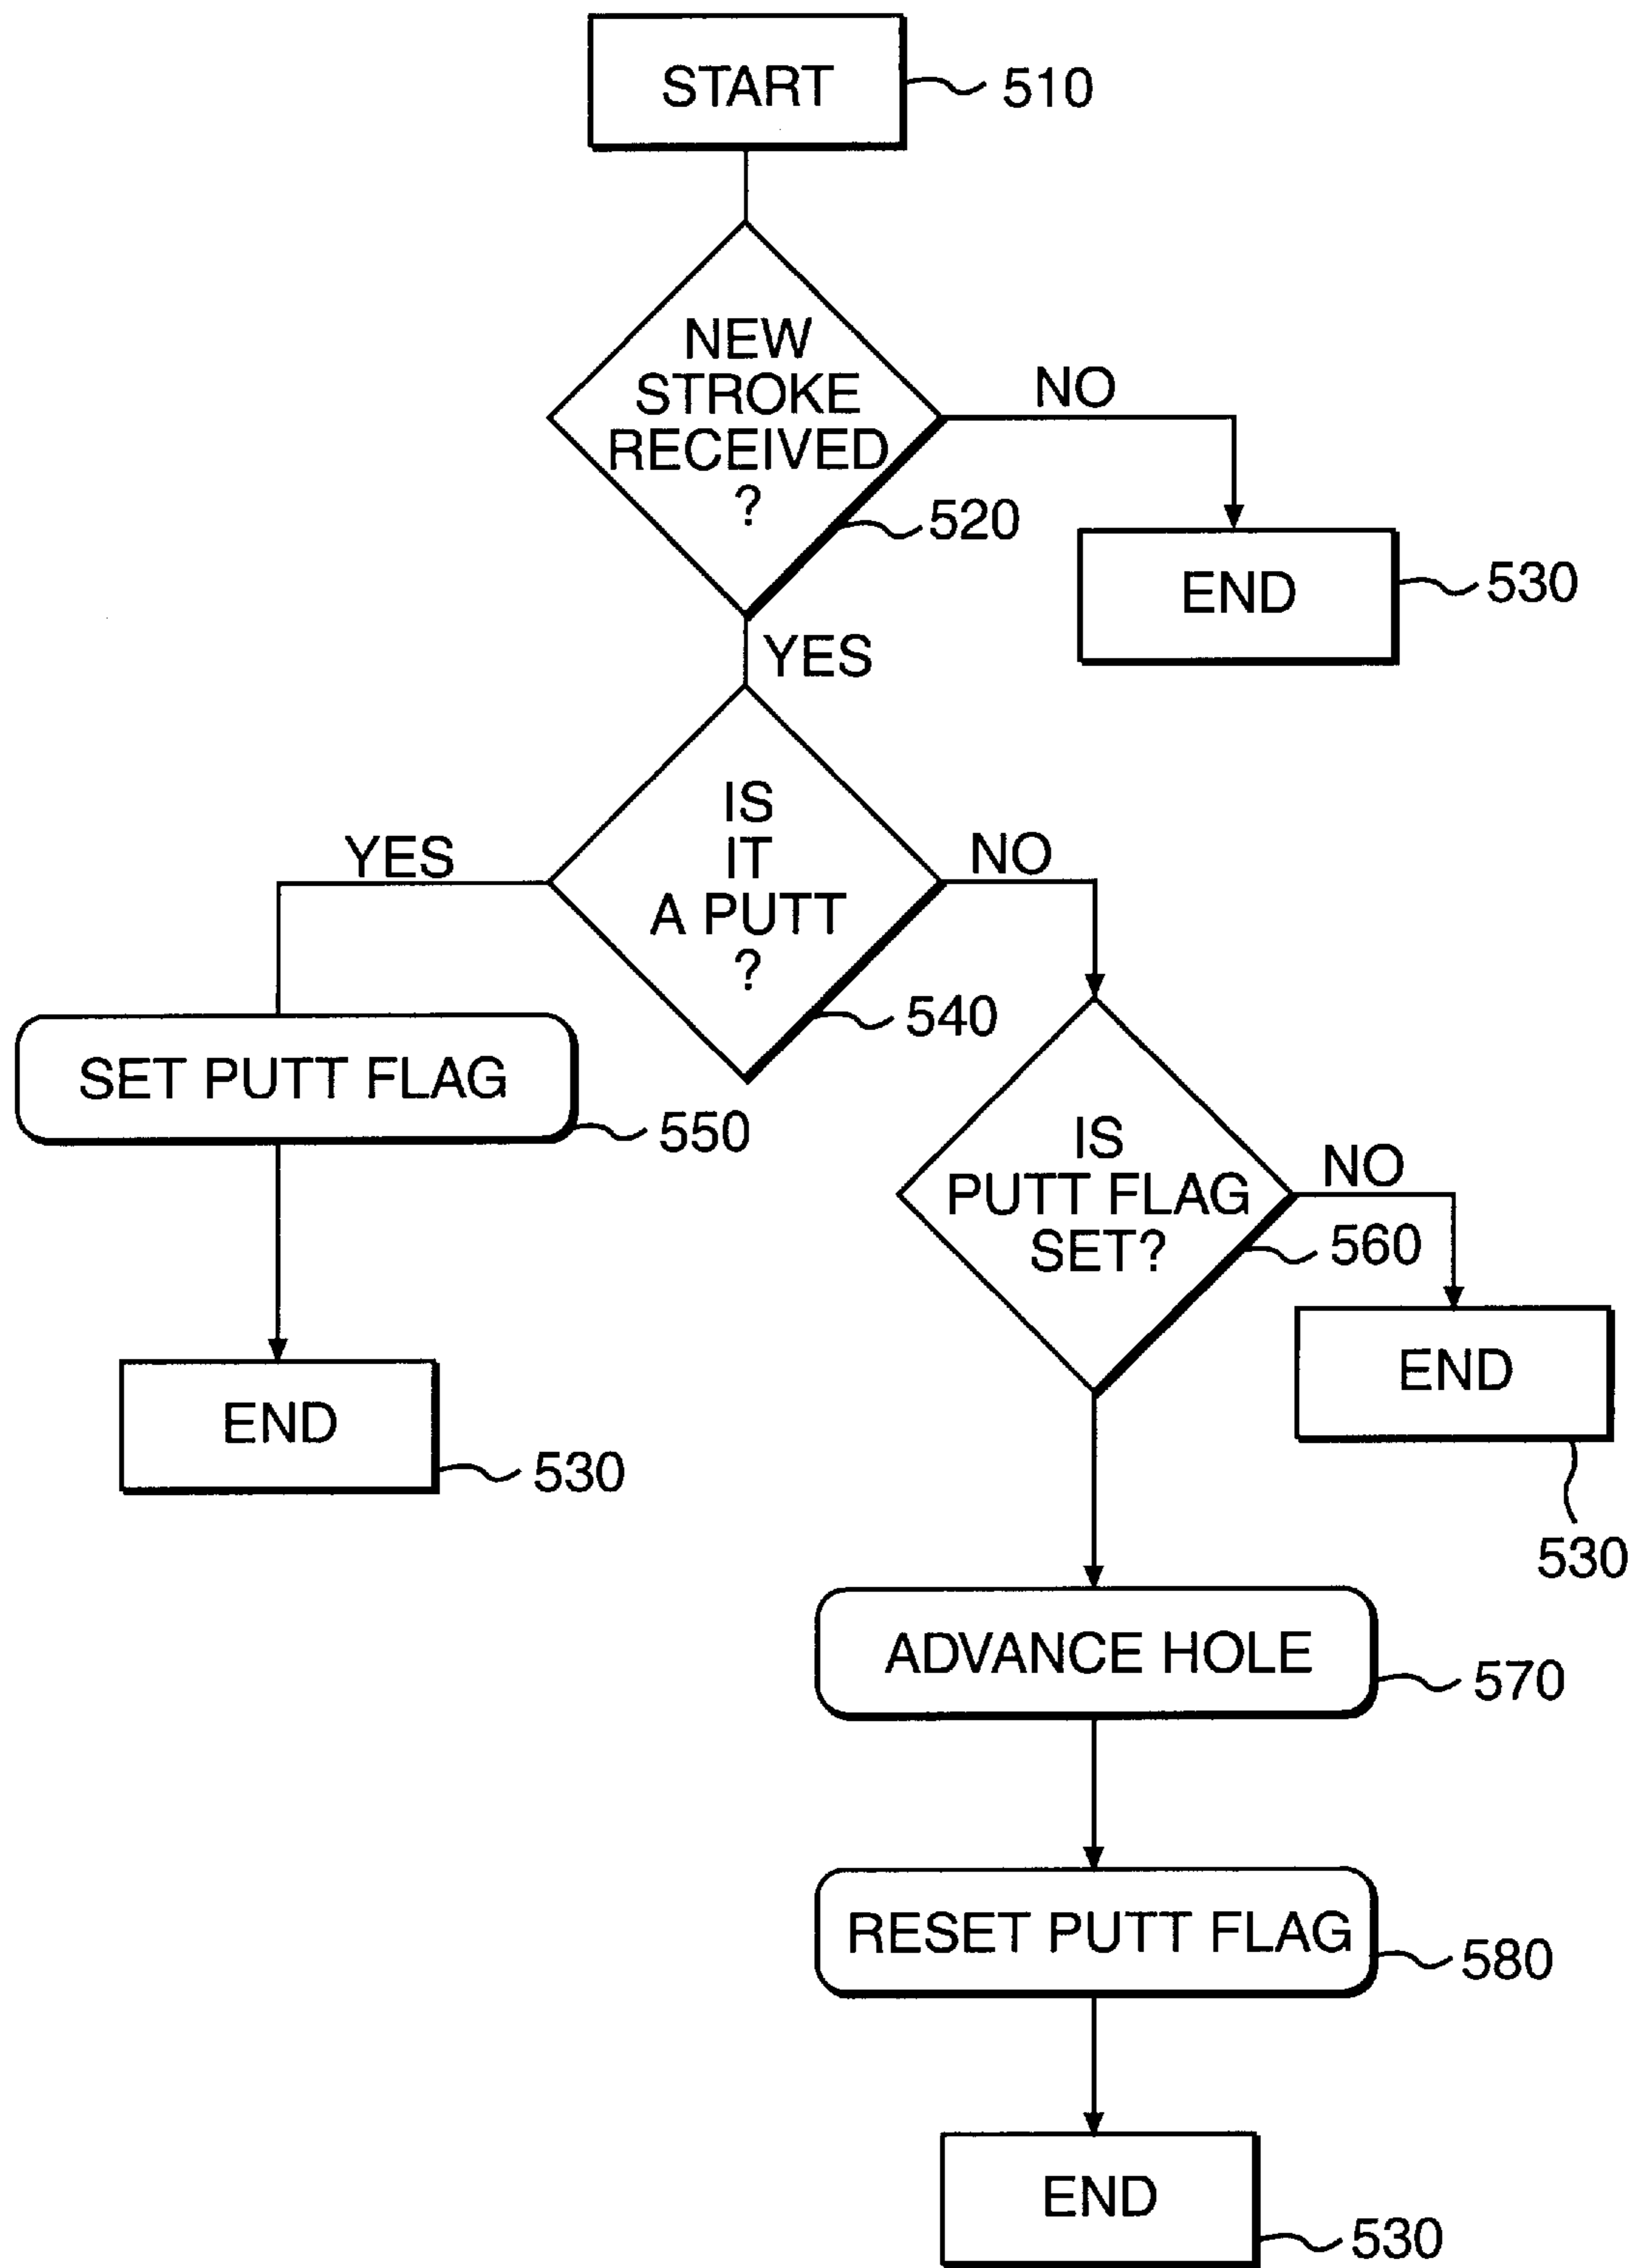 START
510
NEW
STROKE
RECEIVED
?
NO
520
END
530
YES
IS
IT
A PUTT
?
YES
NO
540
SET PUTT FLAG
550
IS
PUTT FLAG
SET?
NO
560
END
530
END
530
ADVANCE HOLE
570
RESET PUTT FLAG
580
END
530